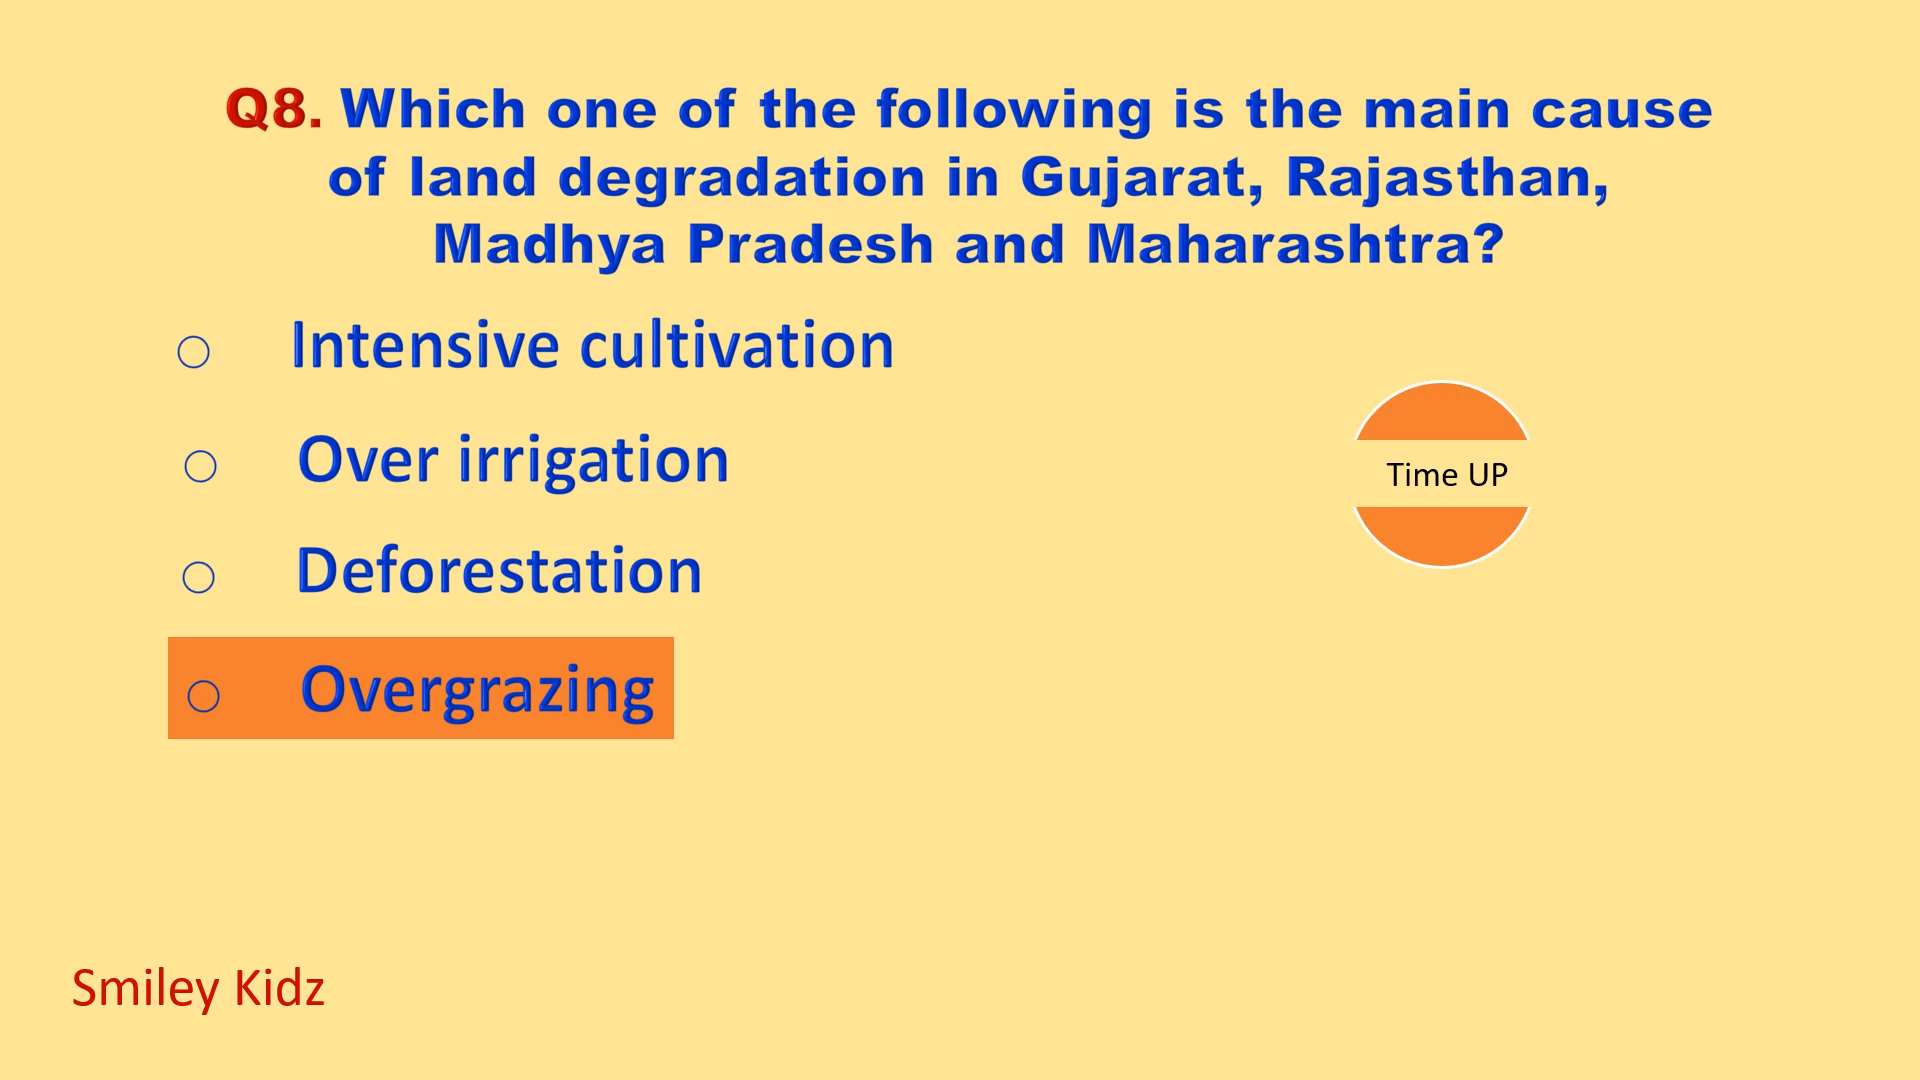 Q8. Which one of the following is the main cause
of land degradation in Gujarat, Rajasthan,
Madhya Pradesh and Maharashtra?
Intensive cultivation
Over irrigation
Time UP
Deforestation
Overgrazing
Smiley Kidz